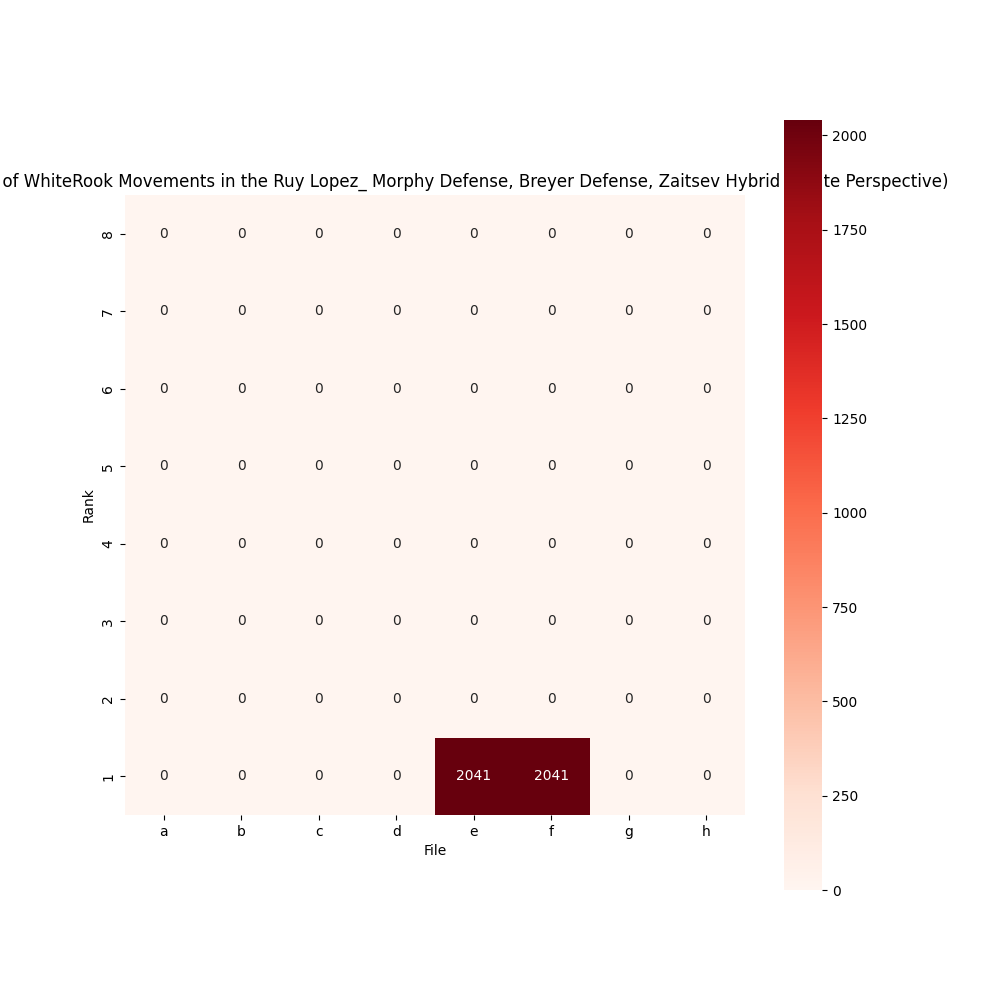 of WhiteRook Movements in the Ruy Lopez_ Morphy Defense, Breyer Defense, Zaitsev Hybrid te Perspective)
2000
1750
1500
1250
1000
750
500
250
0
Rank
8 0 0 0 0 0 0 0 0
7 0 0 0 0 0 0 0 0
6 0 0 0 0 0 0 0 0
5 0 0 0 0 0 0 0 0
4 0 0 0 0 0 0 0 0
3 0 0 0 0 0 0 0 0
2 0 0 0 0 0 0 0 0
1 0 0 0 0 2041 2041 0 0
a b c d e f g h
File